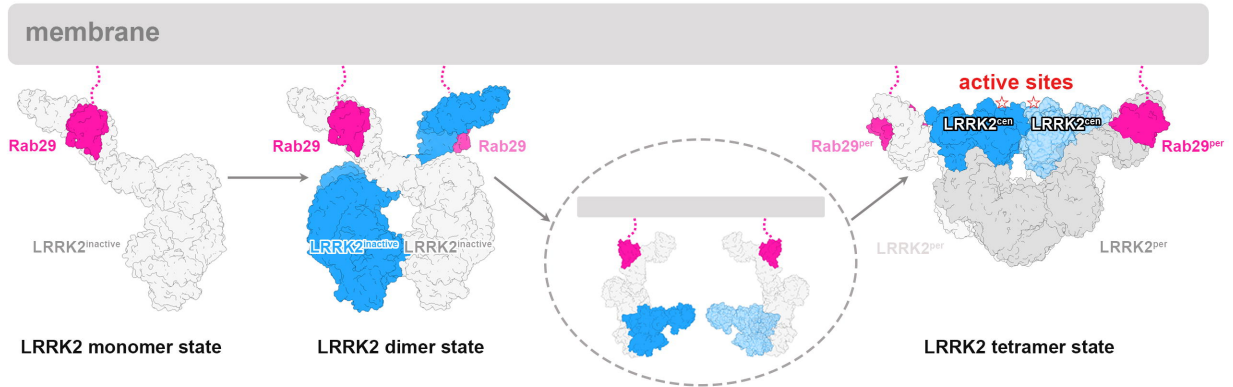 membrane
Rab29
LRRK2inactive
LRRK2 monomer state
Rab29
Rab29
LRRK2inactive
LRRK2inactive
LRRK2 dimer state
active sites
LRRK2cen
LRRK2cen
Rab29per
Rab29per
LRRK2per
LRRK2per
LRRK2 tetramer state